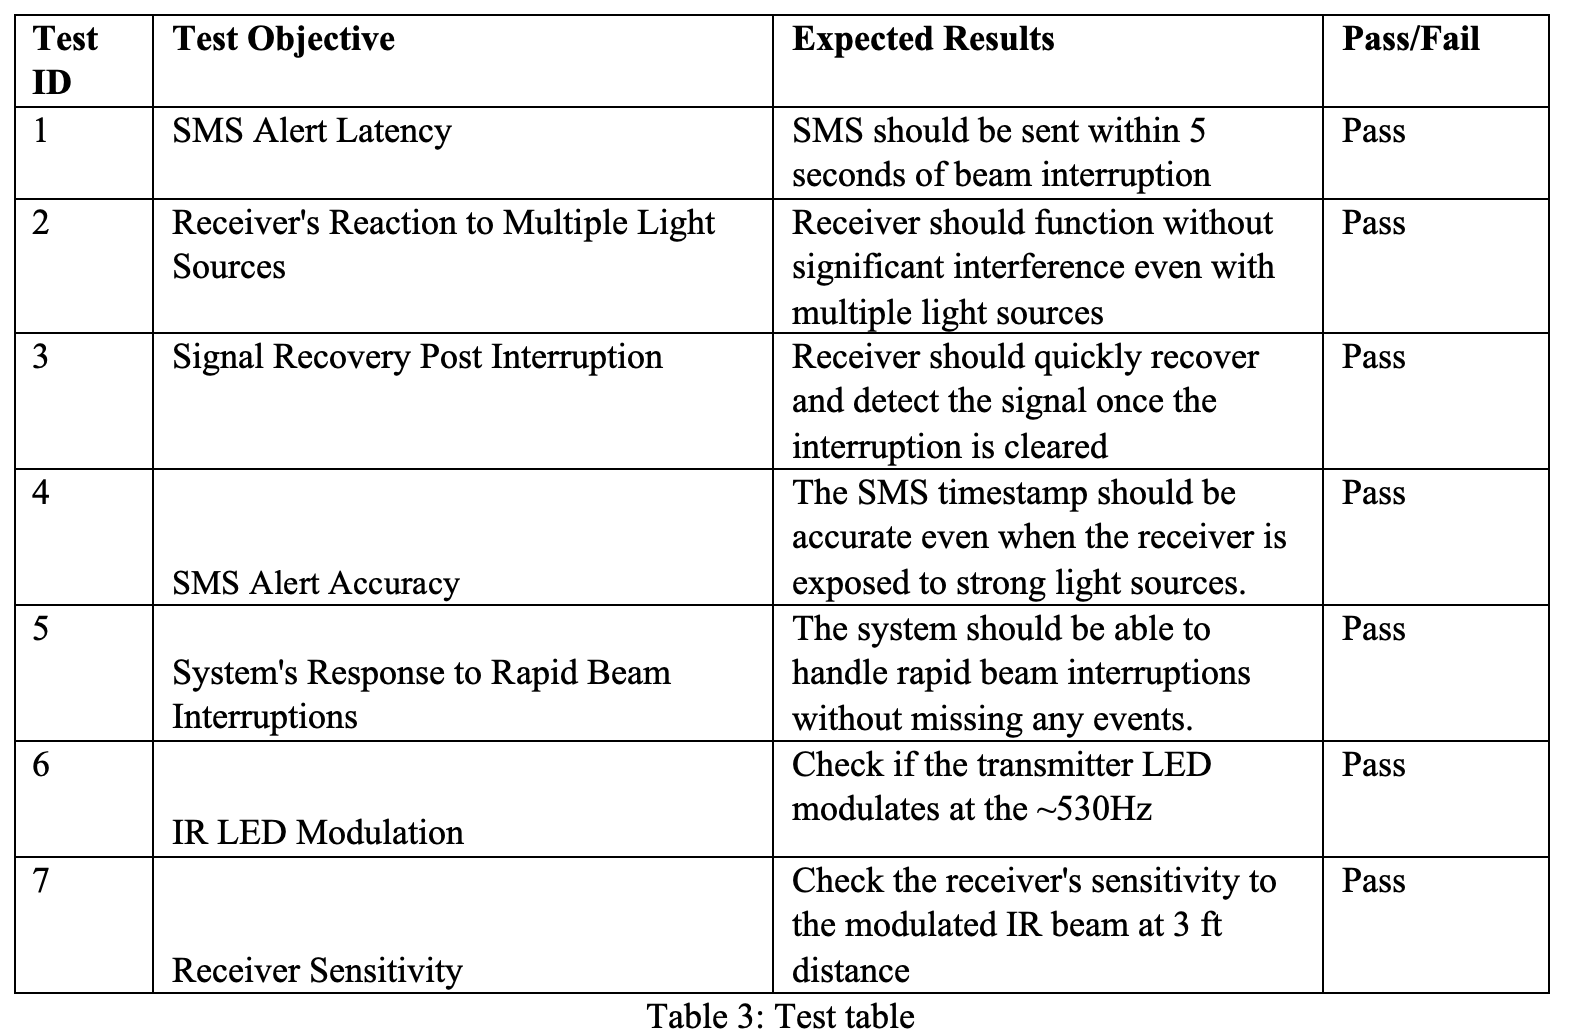 Test ID Test Objective Expected Results Pass/Fail
1 SMS Alert Latency SMS should be sent within 5 Pass
seconds of beam interruption
2 Receiver's Reaction to Multiple Light Receiver should function without Pass
Sources significant interference even with
multiple light sources
3 Signal Recovery Post Interruption Receiver should quickly recover Pass
and detect the signal once the
interruption is cleared
4 The SMS timestamp should be Pass
accurate even when the receiver is
SMS Alert Accuracy exposed to strong light sources.
5 The system should be able to Pass
System's Response to Rapid Beam handle rapid beam interruptions
Interruptions without missing any events.
6 Check if the transmitter LED Pass
modulates at the ~530Hz
IR LED Modulation
7 Check the receiver's sensitivity to Pass
the modulated IR beam at 3 ft
Receiver Sensitivity distance
Table 3: Test table